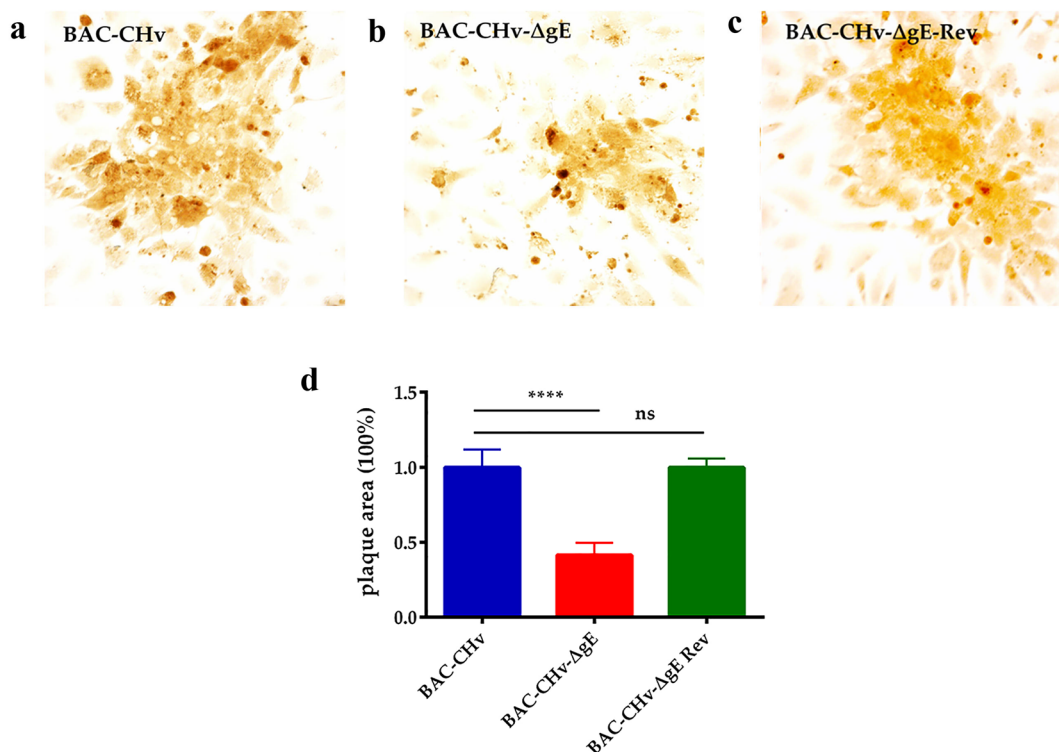 a
BAC-CHv
b
BAC-CHv-ΔgE
c
BAC-CHv-ΔgE-Rev
d
plaque area (100%)
1.5
1.0
0.5
0.0
****
ns
BAC-CHv
BAC-CHv-ΔgE
BAC-CHv-ΔgE Rev